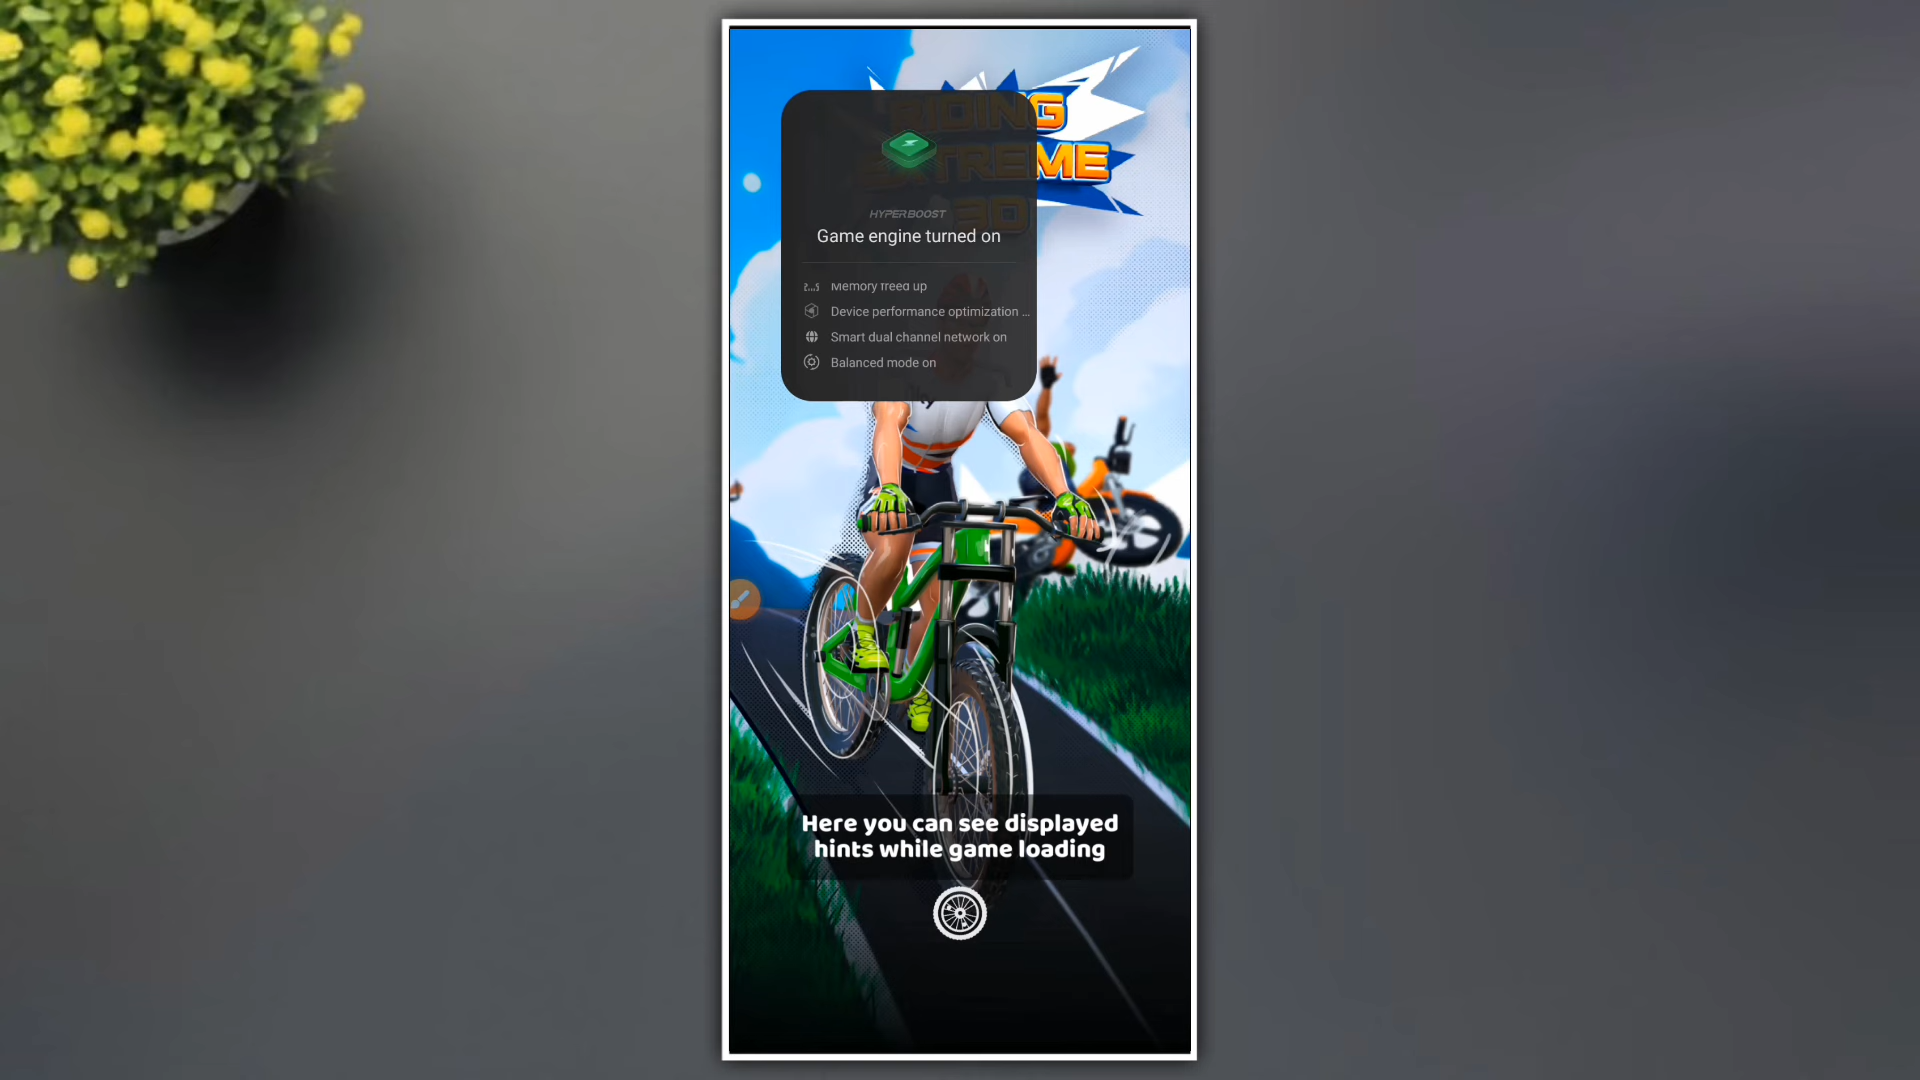 RIDING
EXTREME
3D
HYPERBOOST
Game engine turned on
Memory freed up
Device performance optimization ...
Smart dual channel network on
Balanced mode on
Here you can see displayed
hints while game loading